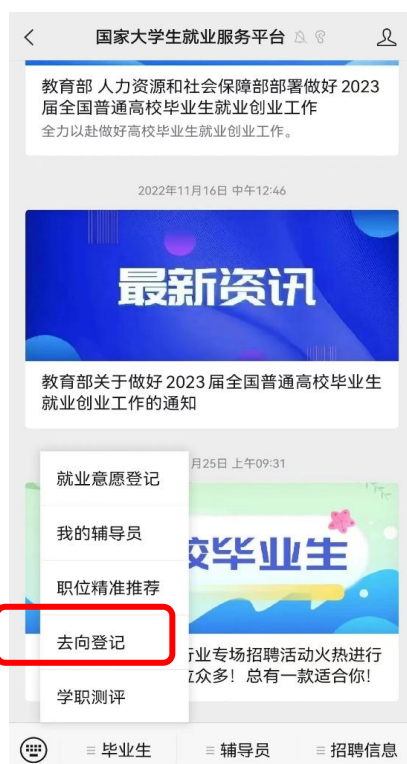 国家大学生就业服务平台
教育部 人力资源和社会保障部部署做好 2023
届全国普通高校毕业生就业创业工作
全力以赴做好高校毕业生就业创业工作。
2022年11月16日 中午12:46
最新资讯
教育部关于做好 2023 届全国普通高校毕业生
就业创业工作的通知
月25日 上午09:31
就业意愿登记
我的辅导员
校毕业生
职位精准推荐
去向登记
行业专场招聘活动火热进行
众多！总有一款适合你！
学职测评
毕业生
辅导员
招聘信息